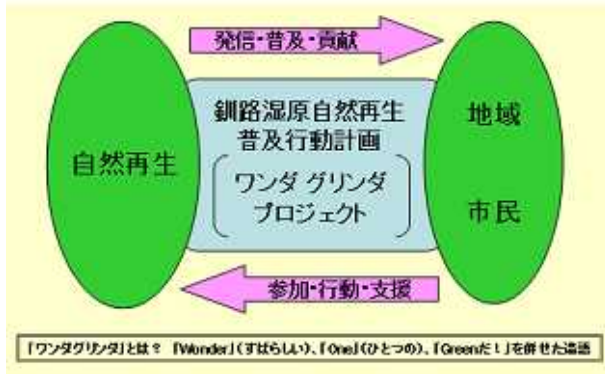 発信・普及・貢献
釧路湿原自然再生
普及行動計画
ワンダ グリンダ
プロジェクト
自然再生
地域
市民
参加・行動・支援
「ワンダグリンダ」とは？ 「Wonder」（すばらしい）、「One」（ひとつの）、「Greenだ！」を併せた造語